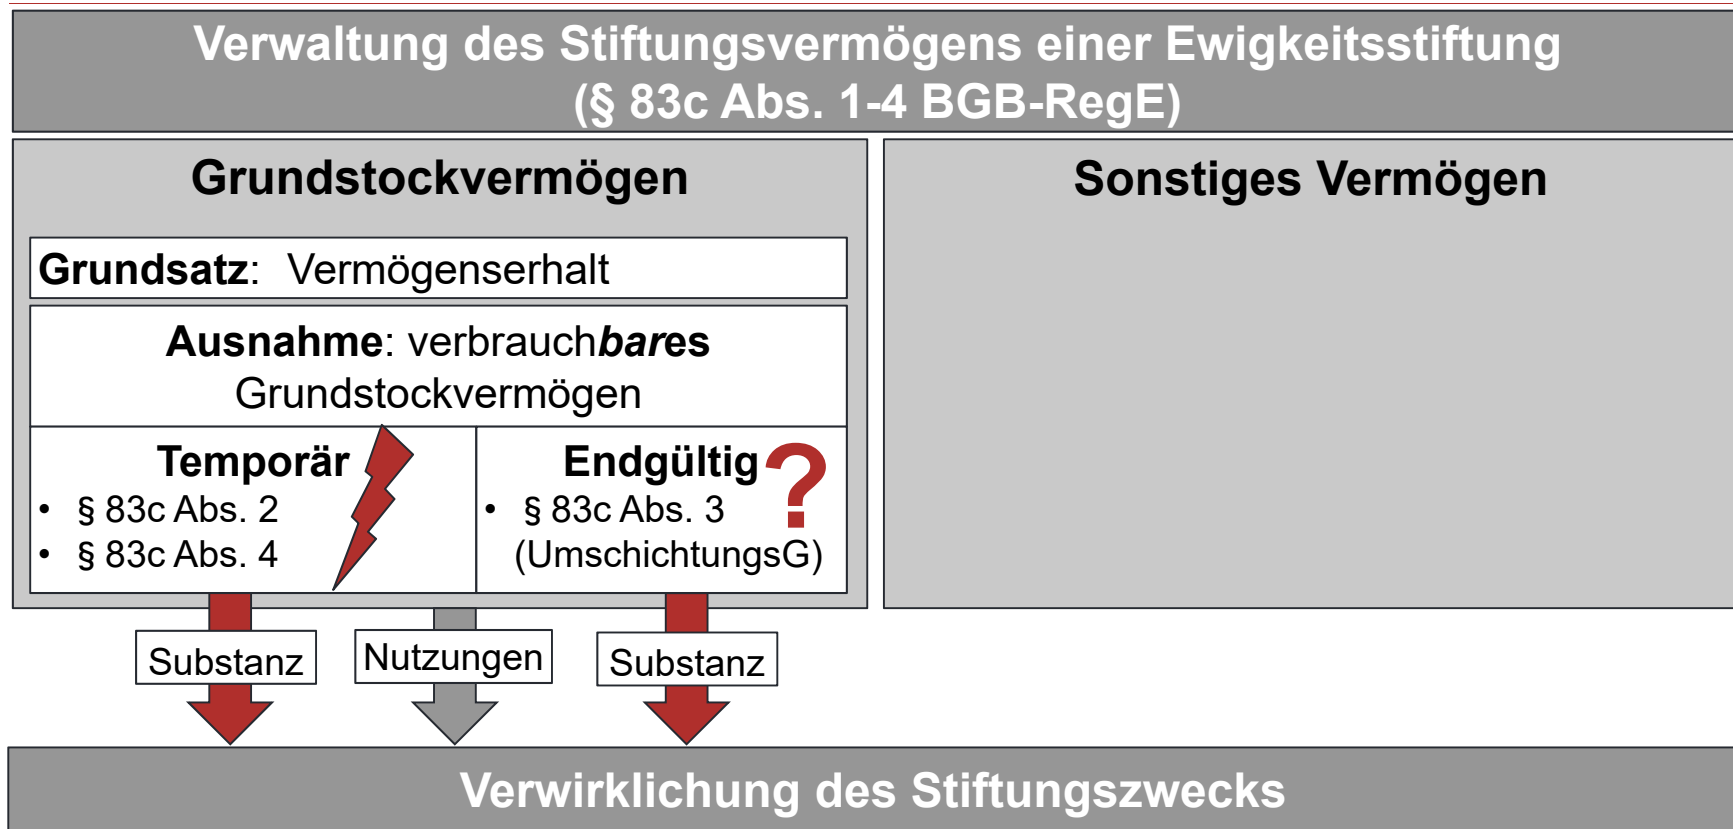 Verwaltung des Stiftungsvermögens einer Ewigkeitsstiftung
(§ 83c Abs. 1-4 BGB-RegE)
Grundstockvermögen
Grundsatz: Vermögenserhalt
Ausnahme: verbrauchbares
Grundstockvermögen
Temporär
• § 83c Abs. 2
• § 83c Abs. 4
Endgültig ?
• § 83c Abs. 3
(UmschichtungsG)
Sonstiges Vermögen
Substanz
Nutzungen
Substanz
Verwirklichung des Stiftungszwecks